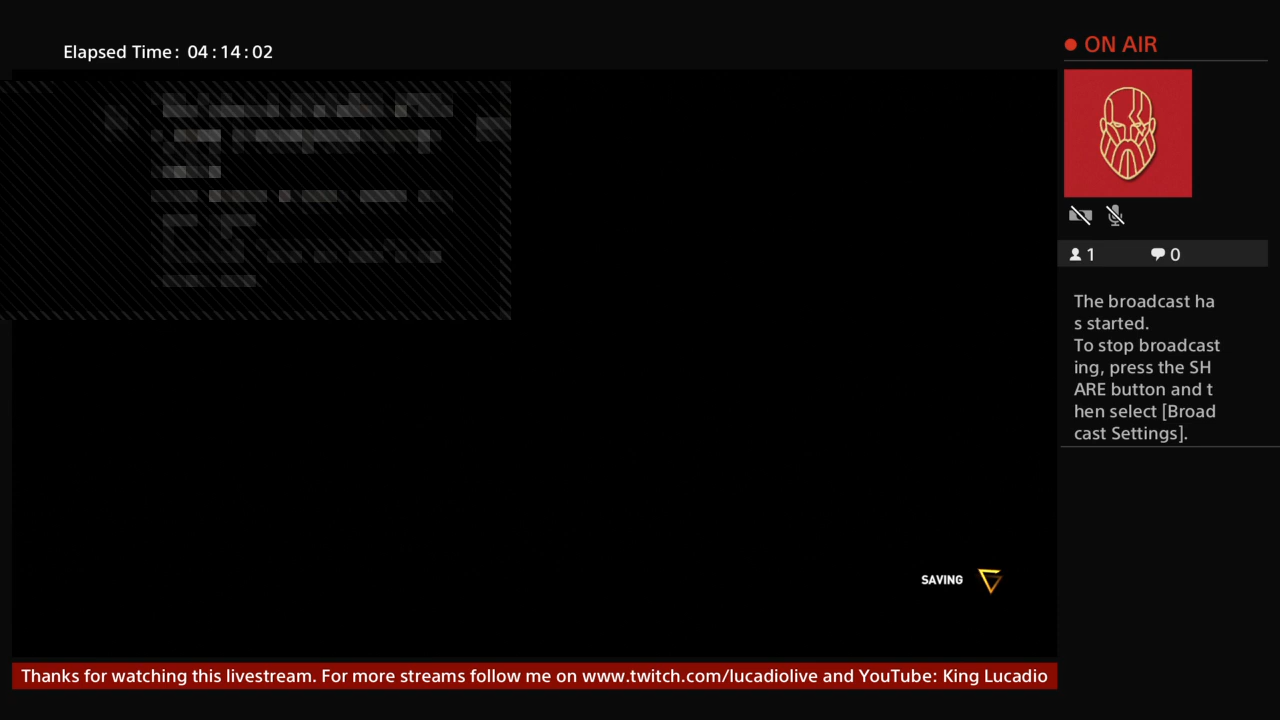 Elapsed Time: 04:14:02
ON AIR
1 0
The broadcast ha
s started.
To stop broadcast
ing, press the SH
ARE button and t
hen select [Broad
cast Settings].
SAVING
Thanks for watching this livestream. For more streams follow me on www.twitch.com/lucadiolive and YouTube: King Lucadio